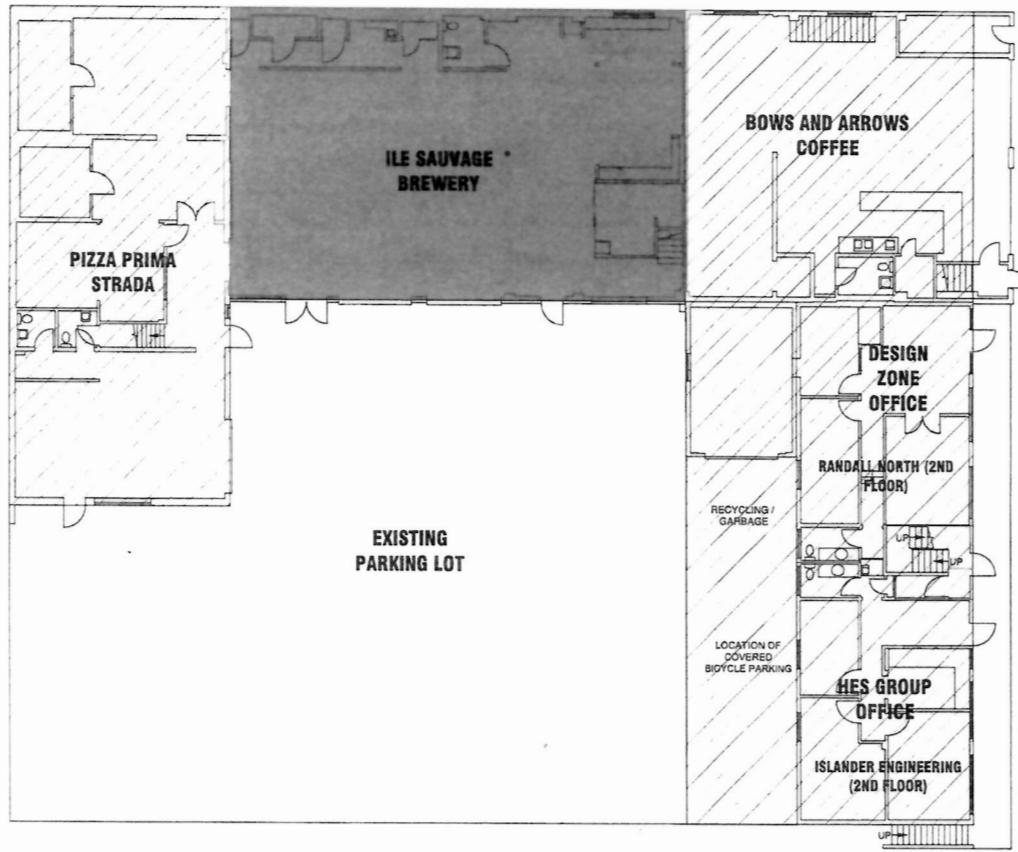 ILE SAUVAGE
BREWERY
BOWS AND ARROWS
COFFEE
PIZZA PRIMA
STRADA
DESIGN
ZONE
OFFICE
RANDALL NORTH (2ND
FLOOR)
RECYCLING /
GARBAGE
EXISTING
PARKING LOT
UP
UP
LOCATION OF
COVERED
BICYCLE PARKING
HES GROUP
OFFICE
ISLANDER ENGINEERING
(2ND FLOOR)
UP